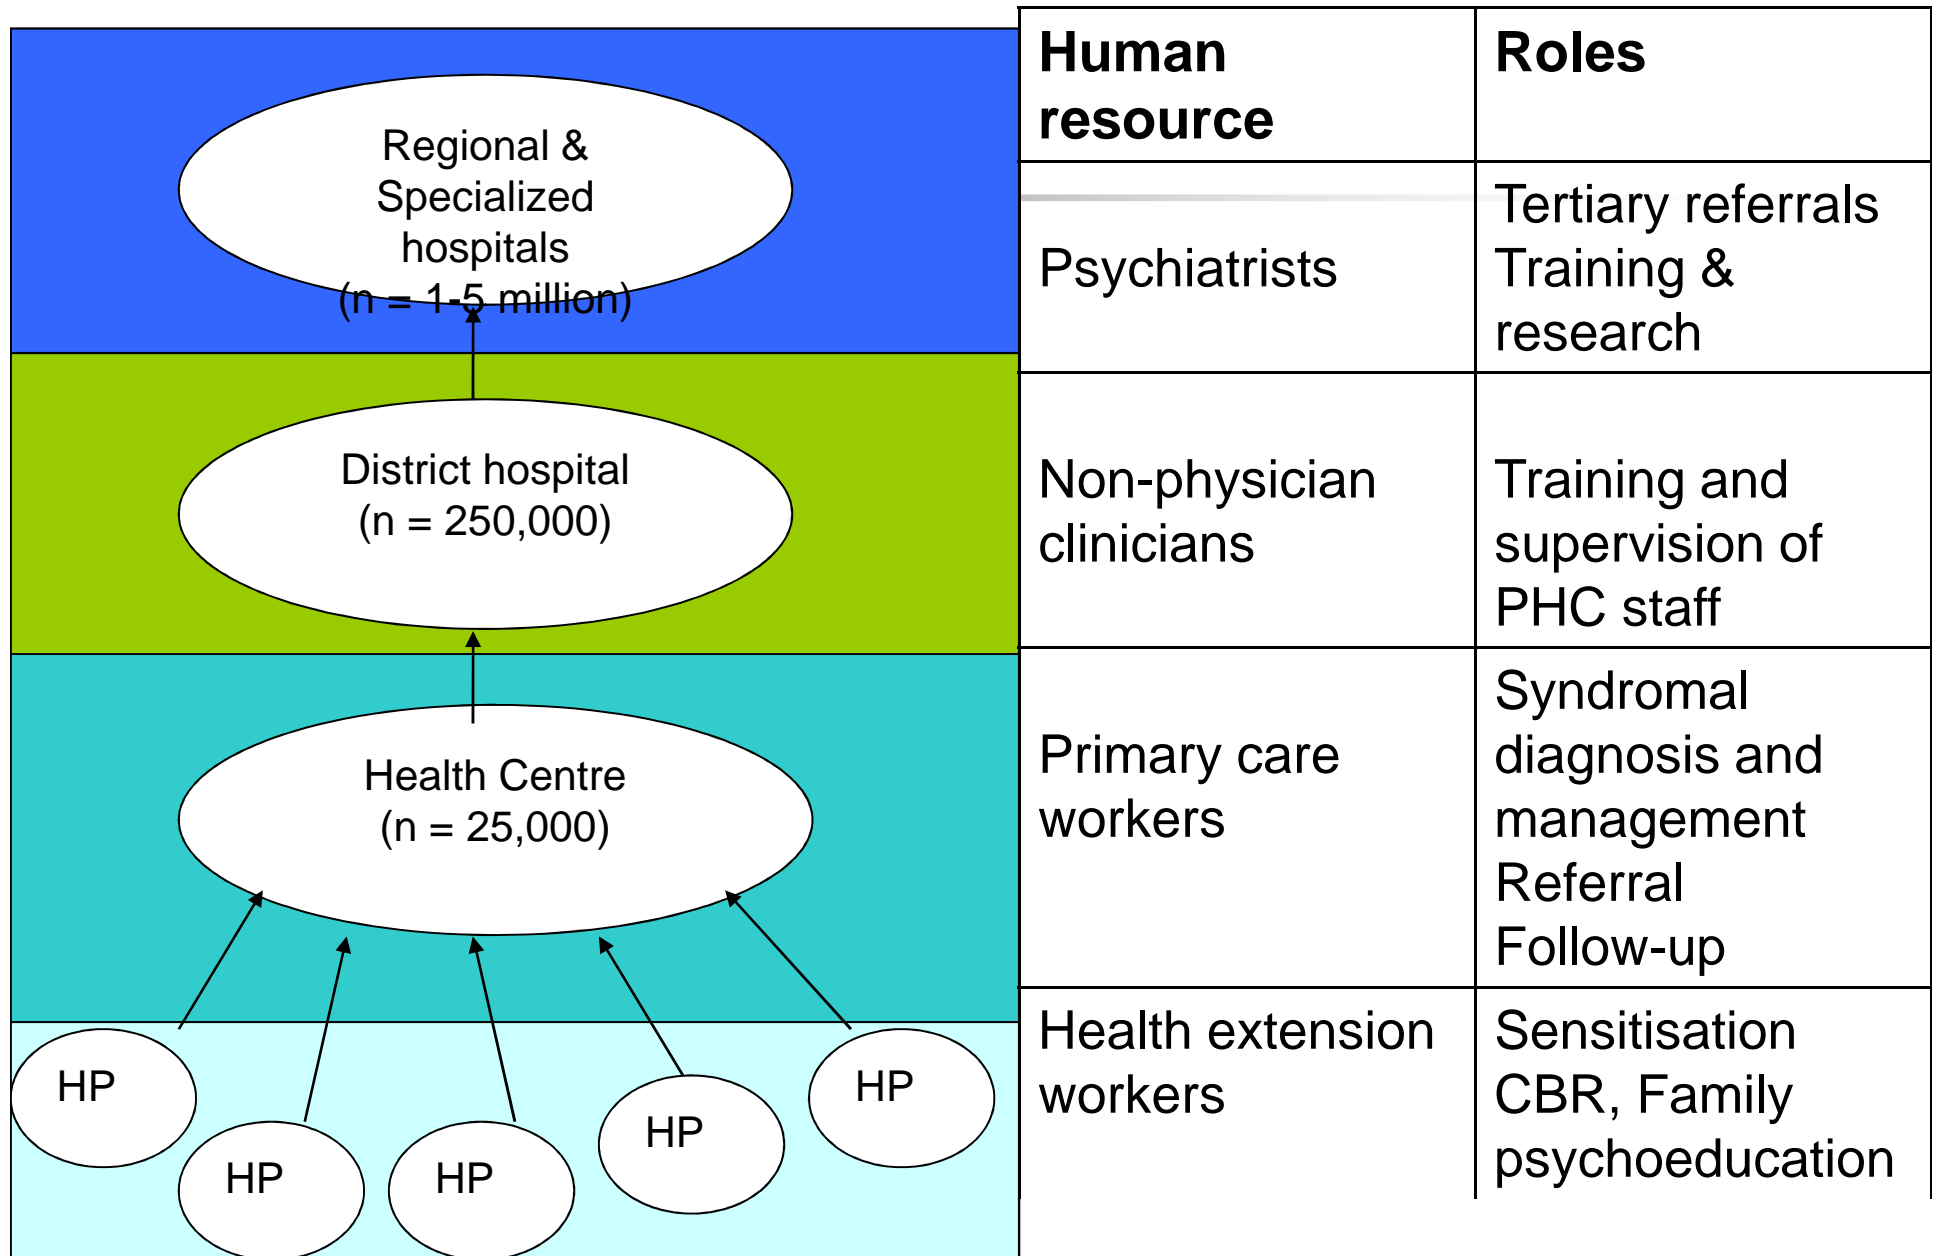 Regional &
Specialized
hospitals
(n = 1-5 million)
District hospital
(n = 250,000)
Health Centre
(n = 25,000)
HP
HP
HP
HP
HP
Human
resource
Roles
Psychiatrists
Tertiary referrals
Training &
research
Non-physician
clinicians
Training and
supervision of
PHC staff
Primary care
workers
Syndromal
diagnosis and
management
Referral
Follow-up
Health extension
workers
Sensitisation
CBR, Family
psychoeducation